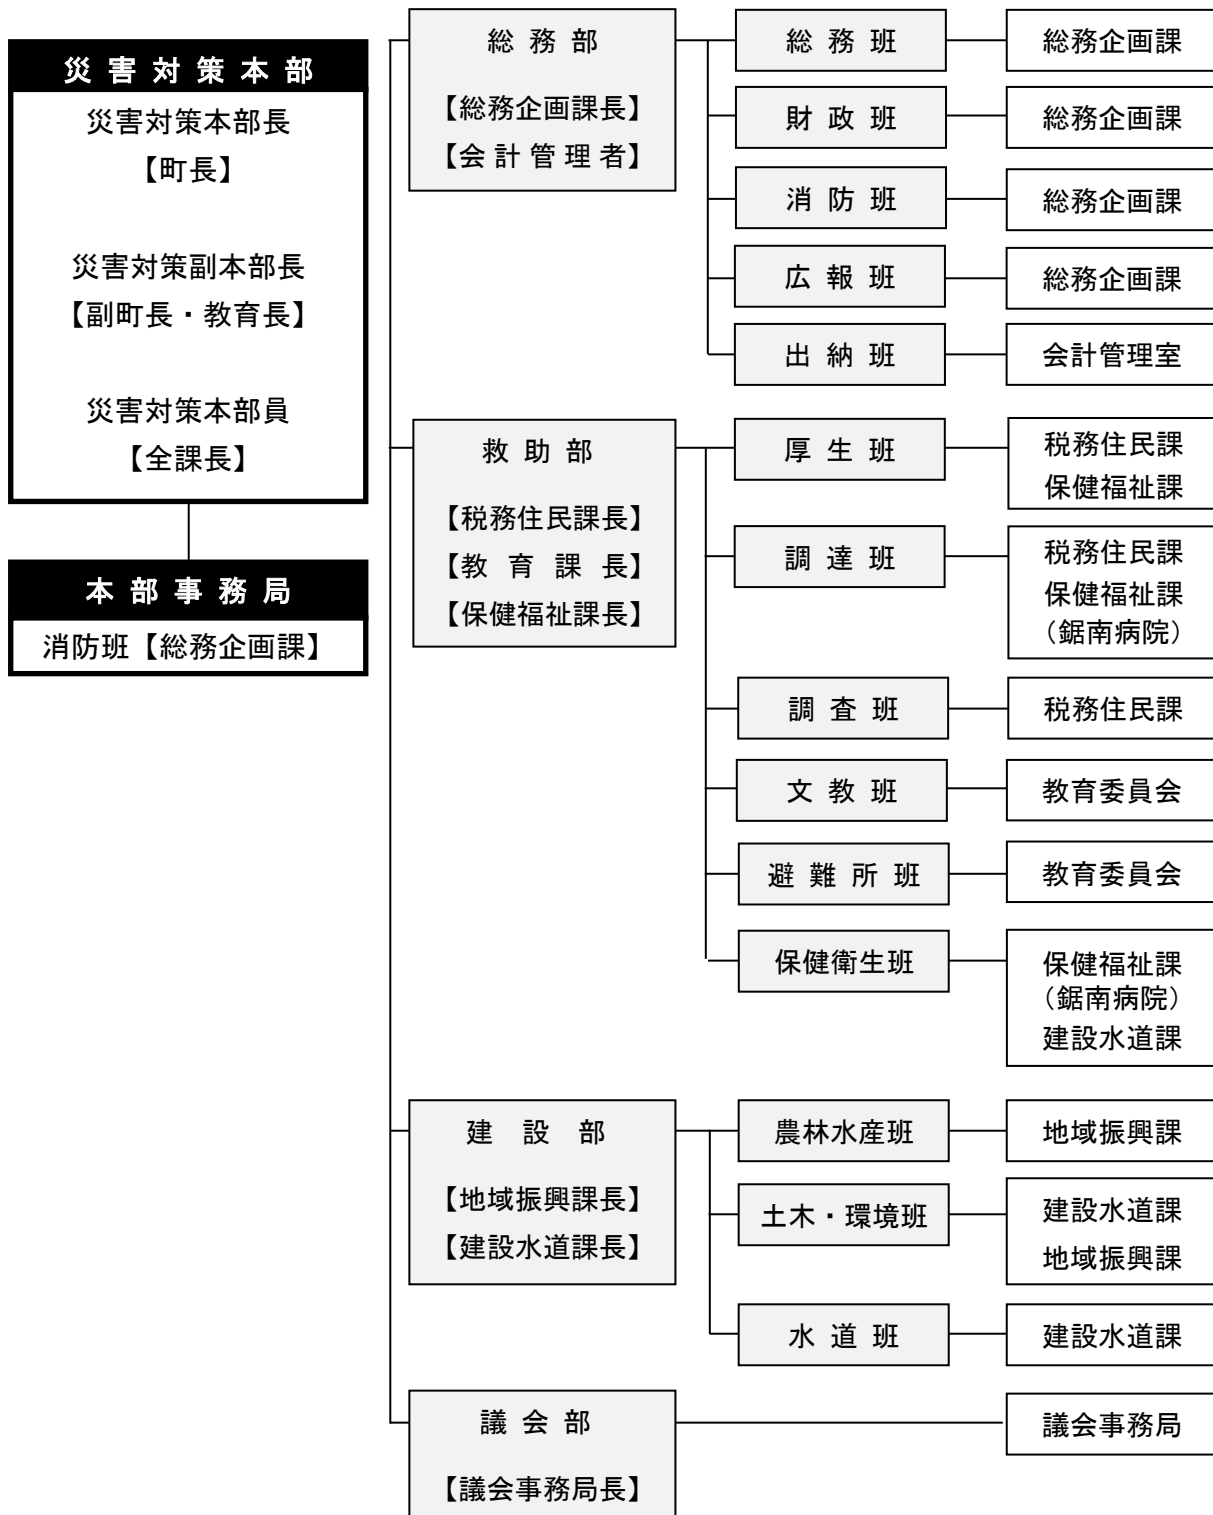 災害対策本部
災害対策本部長
【町長】
災害対策副本部長
【副町長・教育長】
災害対策本部員
【全課長】
本部事務局
消防班【総務企画課】
総務部
【総務企画課長】
【会計管理者】
総務班
総務企画課
財政班
総務企画課
消防班
総務企画課
広報班
総務企画課
出納班
会計管理室
救助部
【税務住民課長】
【教育課長】
【保健福祉課長】
厚生班
税務住民課
保健福祉課
調達班
税務住民課
保健福祉課
（鋸南病院）
調査班
税務住民課
文教班
教育委員会
避難所班
教育委員会
保健衛生班
保健福祉課
（鋸南病院）
建設水道課
建設部
【地域振興課長】
【建設水道課長】
農林水産班
地域振興課
土木・環境班
建設水道課
地域振興課
水道班
建設水道課
議会部
【議会事務局長】
議会事務局